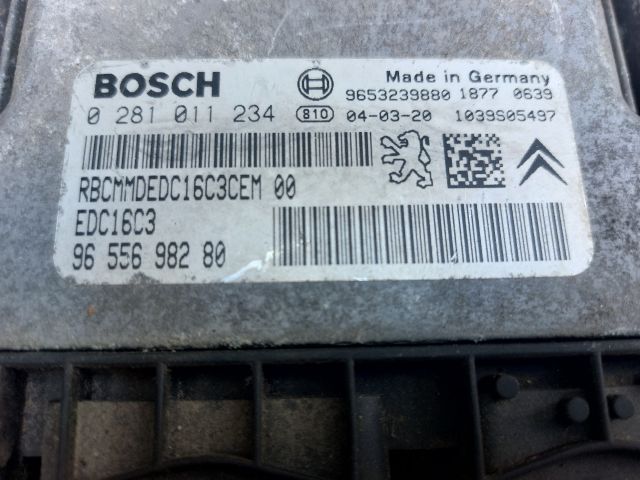 BOSCH
Made in Germany
9653239880 1877 0639
0 281 011 234 810 04-03-20 1039S05497
RBCMMDEDC16C3CEM 00
EDC16C3
96 556 982 80